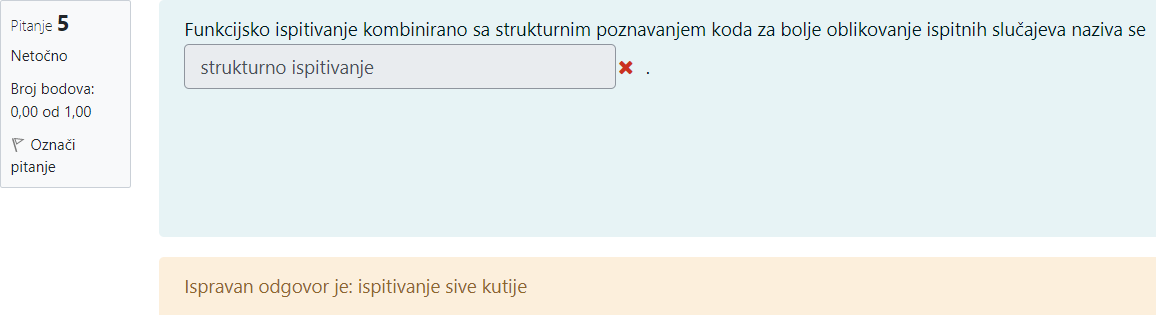 Pitanje 5
Netočno
Broj bodova:
0,00 od 1,00
Označi
pitanje
Funkcijsko ispitivanje kombinirano sa strukturnim poznavanjem koda za bolje oblikovanje ispitnih slučajeva naziva se
strukturno ispitivanje .
Ispravan odgovor je: ispitivanje sive kutije